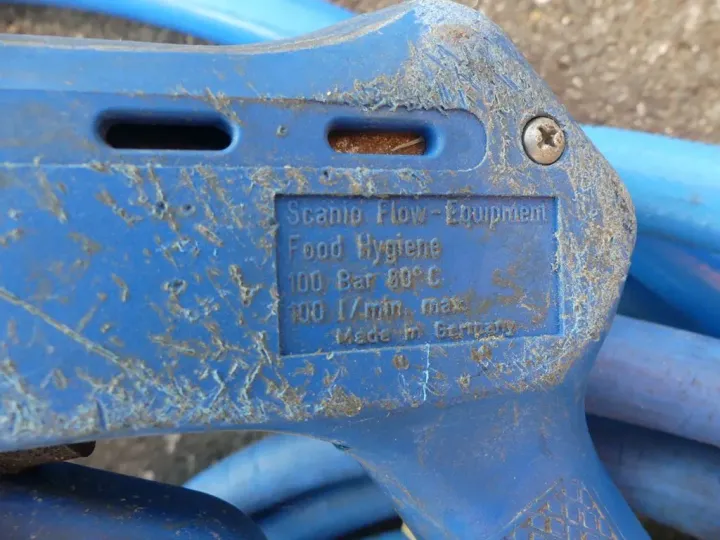 Scanio Flow-Equipment
Food Hygiene
100 Bar 80°C
100 l/min. max.
Made in Germany